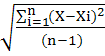 √(∑ⁿᵢ₌₁(X-Xi)² / (n-1))